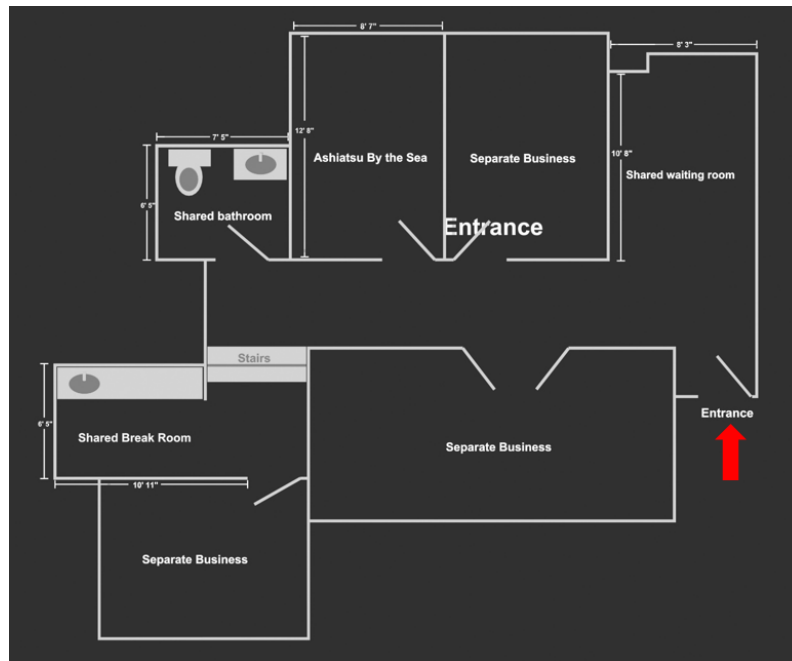 8' 7"
8' 3"
7' 5"
12' 8"
Ashiatsu By the Sea
Separate Business
10' 8"
Shared waiting room
6' 5"
Shared bathroom
Entrance
Stairs
6' 5"
Shared Break Room
Separate Business
Entrance
10' 11"
Separate Business